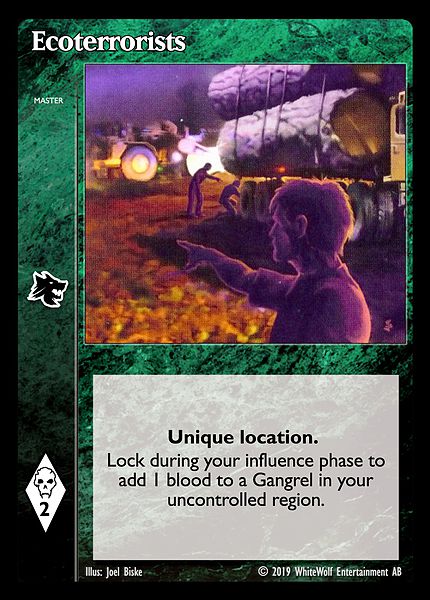 Ecoterrorists
MASTER
Unique location.
Lock during your influence phase to
add 1 blood to a Gangrel in your
uncontrolled region.
2
Illus: Joel Biske © 2019 WhiteWolf Entertainment AB